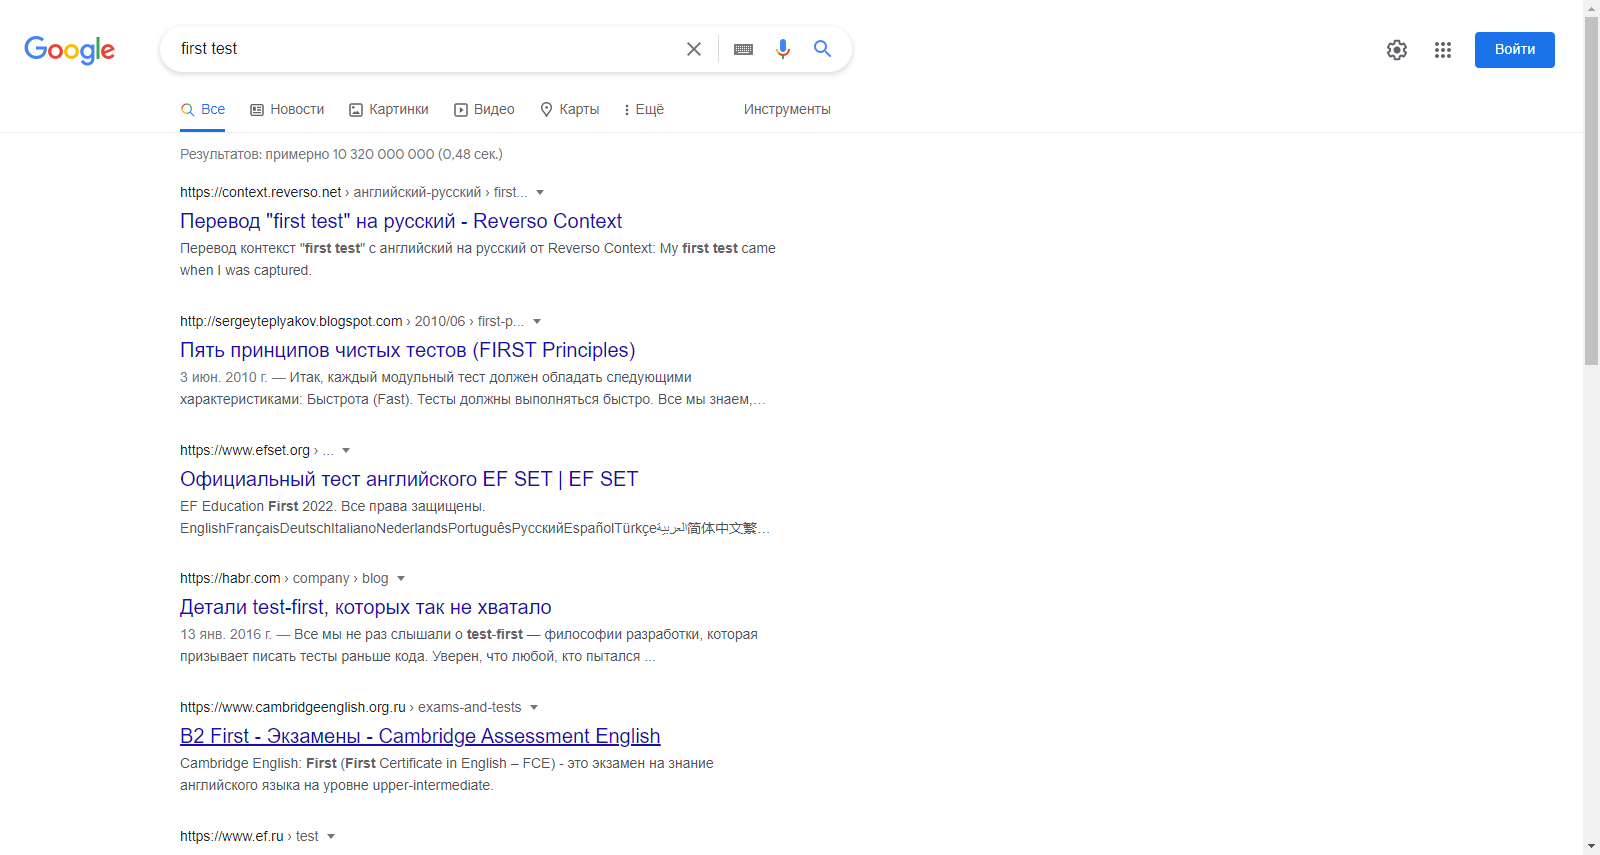 Google
first test
Войти
Все Новости Картинки Видео Карты Ещё Инструменты
Результатов: примерно 10 320 000 000 (0,48 сек.)
https://context.reverso.net › английский-русский › first...
Перевод "first test" на русский - Reverso Context
Перевод контекст "first test" с английский на русский от Reverso Context: My first test came
when I was captured.
http://sergeyteplyakov.blogspot.com › 2010/06 › first-p...
Пять принципов чистых тестов (FIRST Principles)
3 июн. 2010 г. — Итак, каждый модульный тест должен обладать следующими
характеристиками: Быстрота (Fast). Тесты должны выполняться быстро. Все мы знаем,...
https://www.efset.org › ...
Официальный тест английского EF SET | EF SET
EF Education First 2022. Все права защищены.
EnglishFrançaisDeutschItalianoNederlandsPortuguêsРусскийEspañolTürkçeالعربية简体中文繁...
https://habr.com › company › blog
Детали test-first, которых так не хватало
13 янв. 2016 г. — Все мы не раз слышали о test-first — философии разработки, которая
призывает писать тесты раньше кода. Уверен, что любой, кто пытался ...
https://www.cambridgeenglish.org.ru › exams-and-tests
B2 First - Экзамены - Cambridge Assessment English
Cambridge English: First (First Certificate in English – FCE) - это экзамен на знание
английского языка на уровне upper-intermediate.
https://www.ef.ru › test